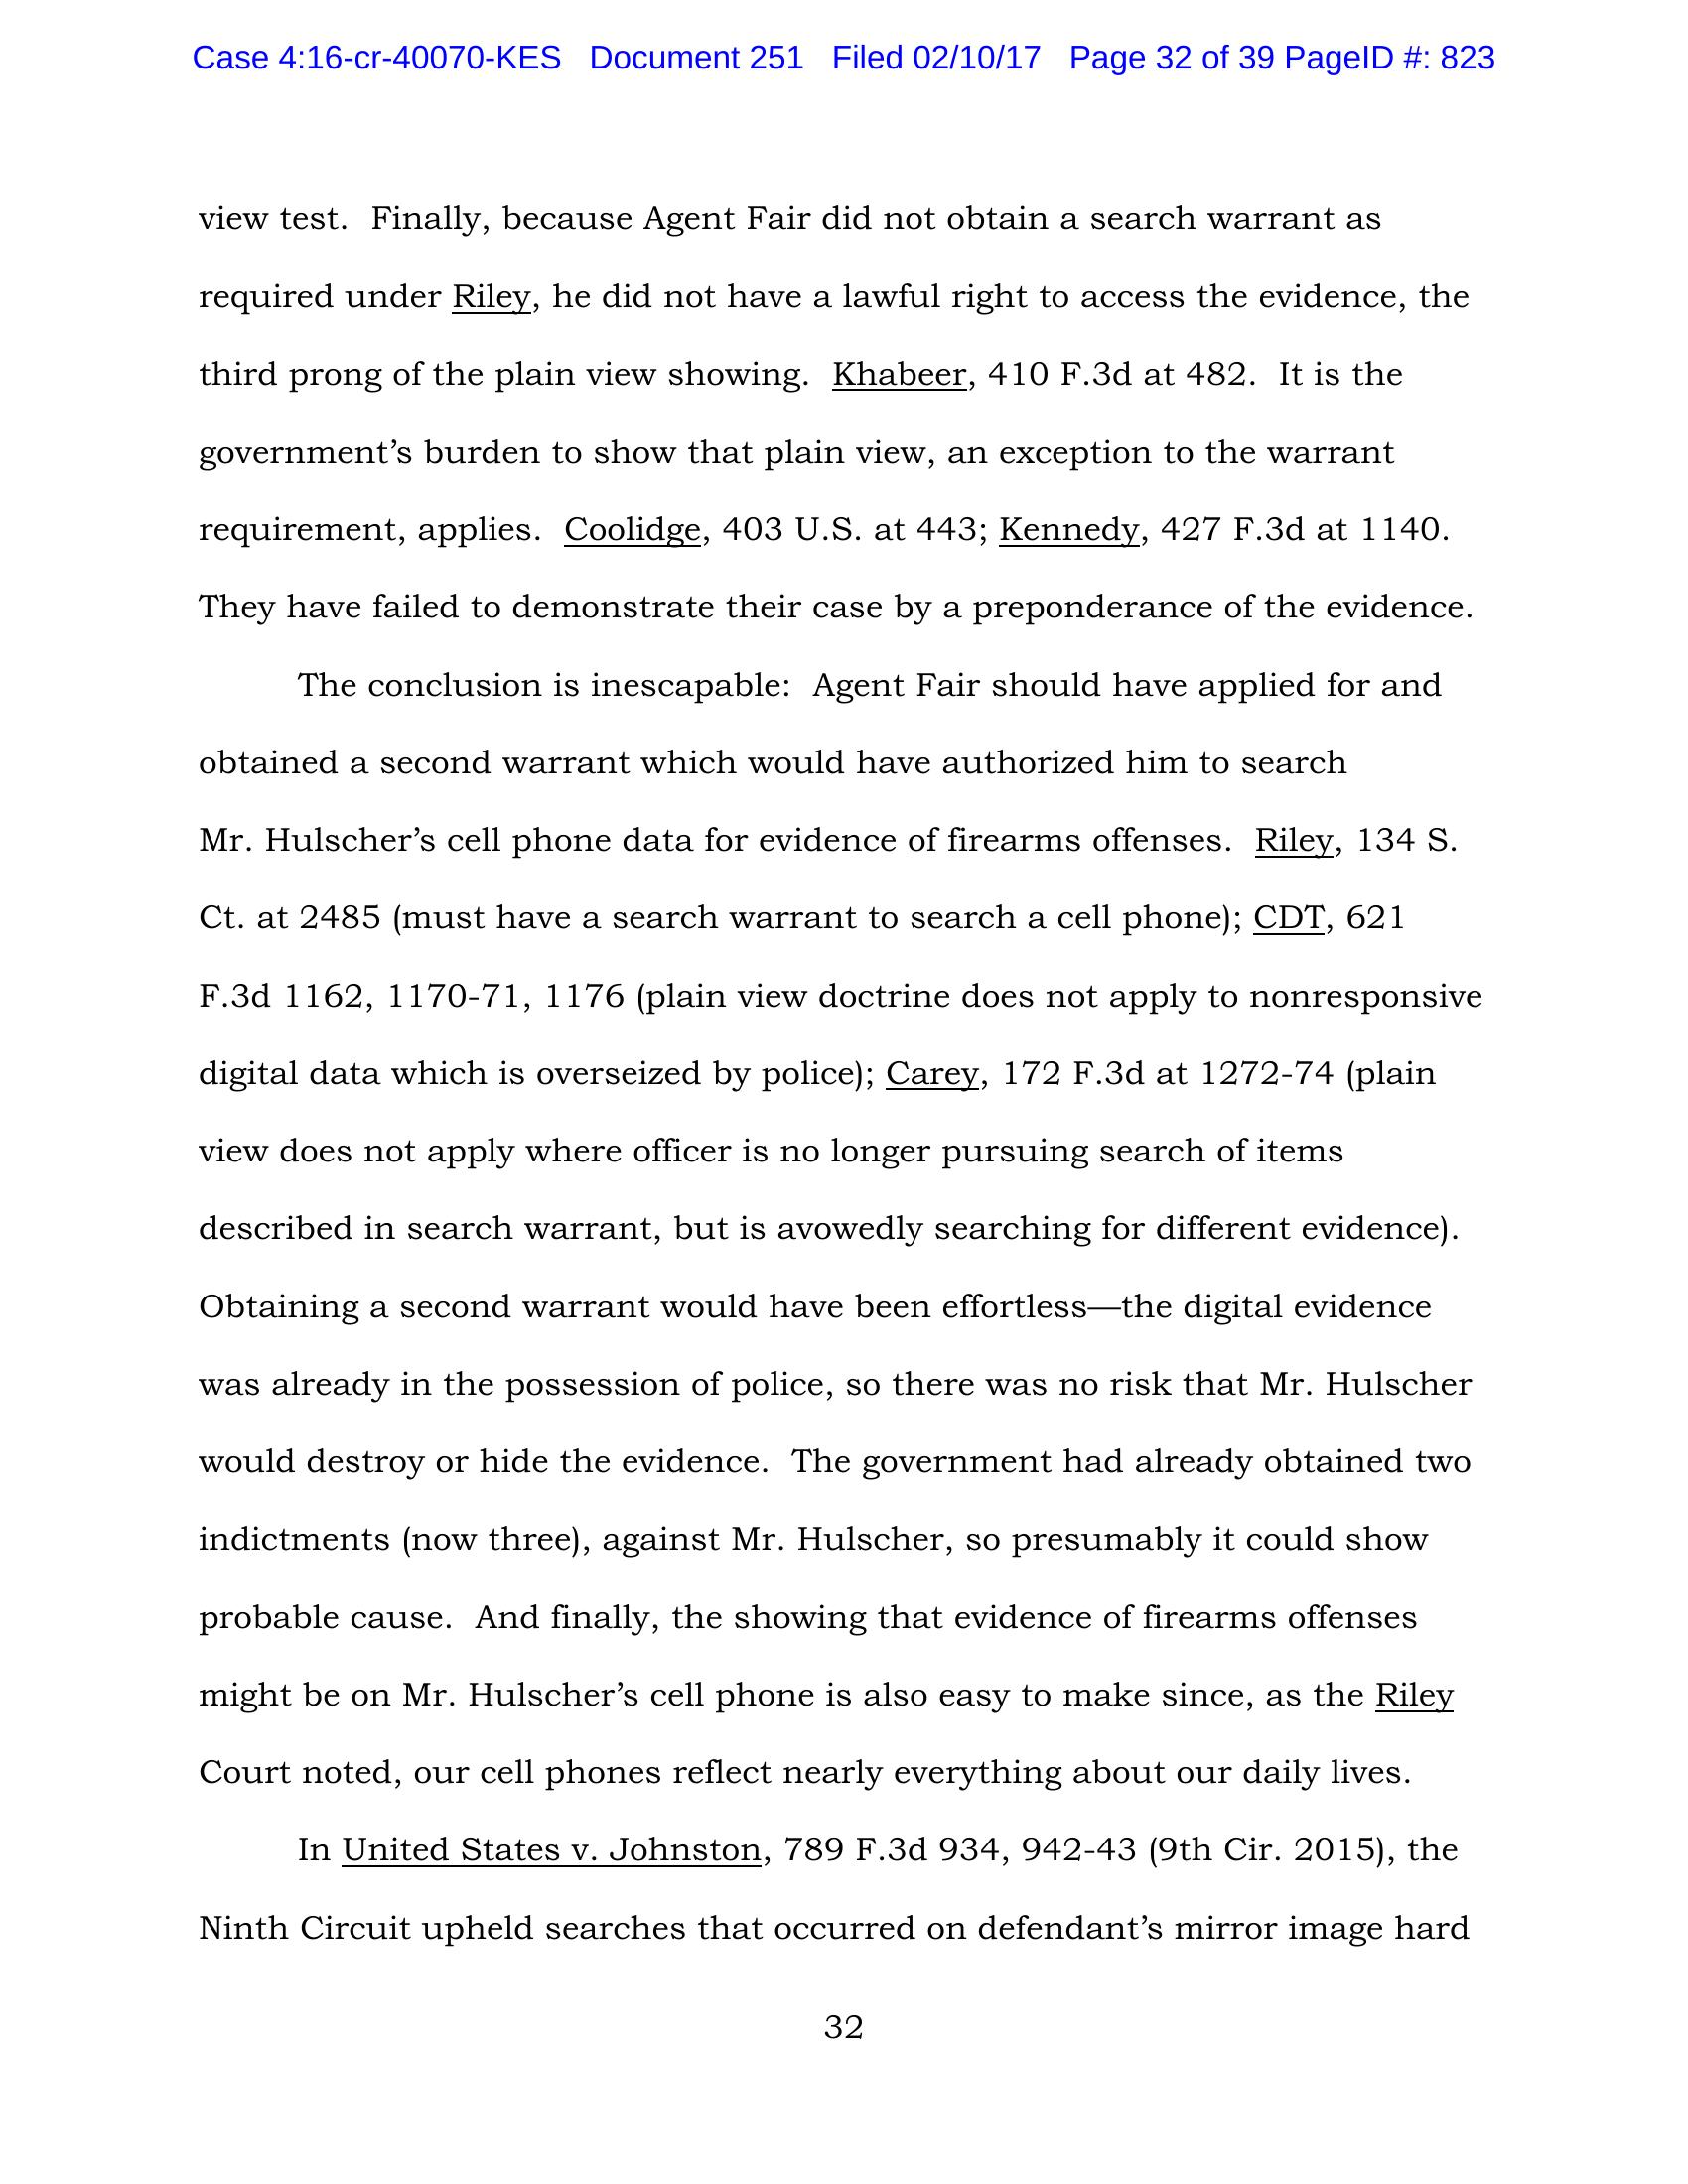 Case 4:16-cr-40070-KES Document 251 Filed 02/10/17 Page 32 of 39 PageID #: 823
view test. Finally, because Agent Fair did not obtain a search warrant as
required under Riley, he did not have a lawful right to access the evidence, the
third prong of the plain view showing. Khabeer, 410 F.3d at 482. It is the
government’s burden to show that plain view, an exception to the warrant
requirement, applies. Coolidge, 403 U.S. at 443; Kennedy, 427 F.3d at 1140.
They have failed to demonstrate their case by a preponderance of the evidence.
The conclusion is inescapable: Agent Fair should have applied for and
obtained a second warrant which would have authorized him to search
Mr. Hulscher’s cell phone data for evidence of firearms offenses. Riley, 134 S.
Ct. at 2485 (must have a search warrant to search a cell phone); CDT, 621
F.3d 1162, 1170-71, 1176 (plain view doctrine does not apply to nonresponsive
digital data which is overseized by police); Carey, 172 F.3d at 1272-74 (plain
view does not apply where officer is no longer pursuing search of items
described in search warrant, but is avowedly searching for different evidence).
Obtaining a second warrant would have been effortless—the digital evidence
was already in the possession of police, so there was no risk that Mr. Hulscher
would destroy or hide the evidence. The government had already obtained two
indictments (now three), against Mr. Hulscher, so presumably it could show
probable cause. And finally, the showing that evidence of firearms offenses
might be on Mr. Hulscher’s cell phone is also easy to make since, as the Riley
Court noted, our cell phones reflect nearly everything about our daily lives.
In United States v. Johnston, 789 F.3d 934, 942-43 (9th Cir. 2015), the
Ninth Circuit upheld searches that occurred on defendant’s mirror image hard
32